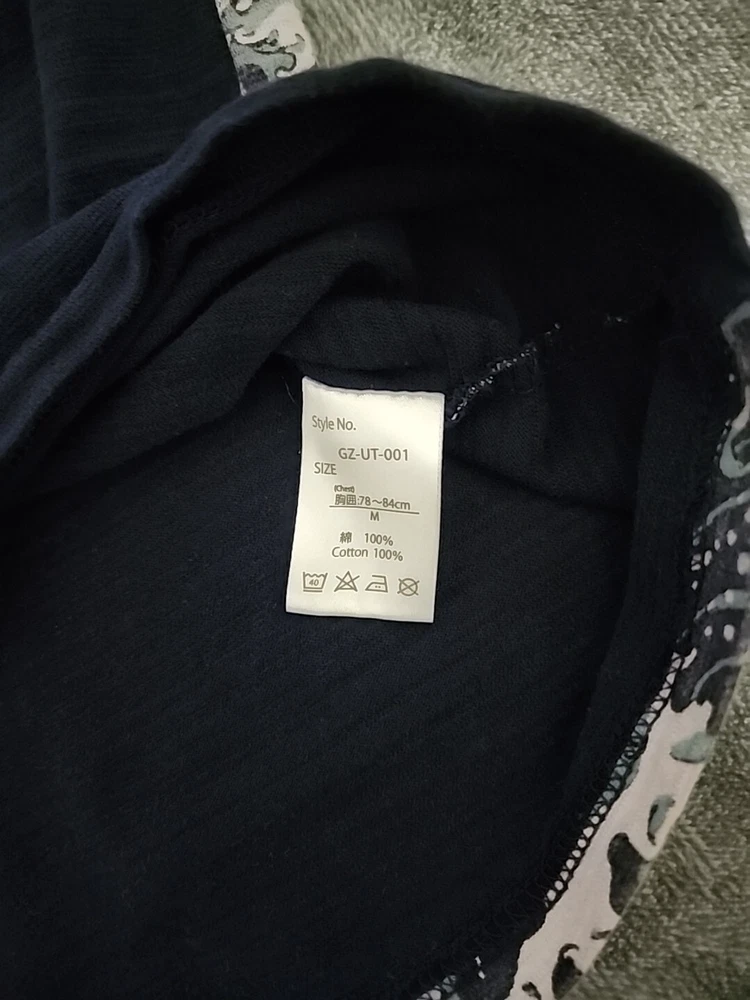 Style No.
GZ-UT-001
SIZE
(Chest)
胸囲:78～84cm
M
綿 100%
Cotton 100%
40